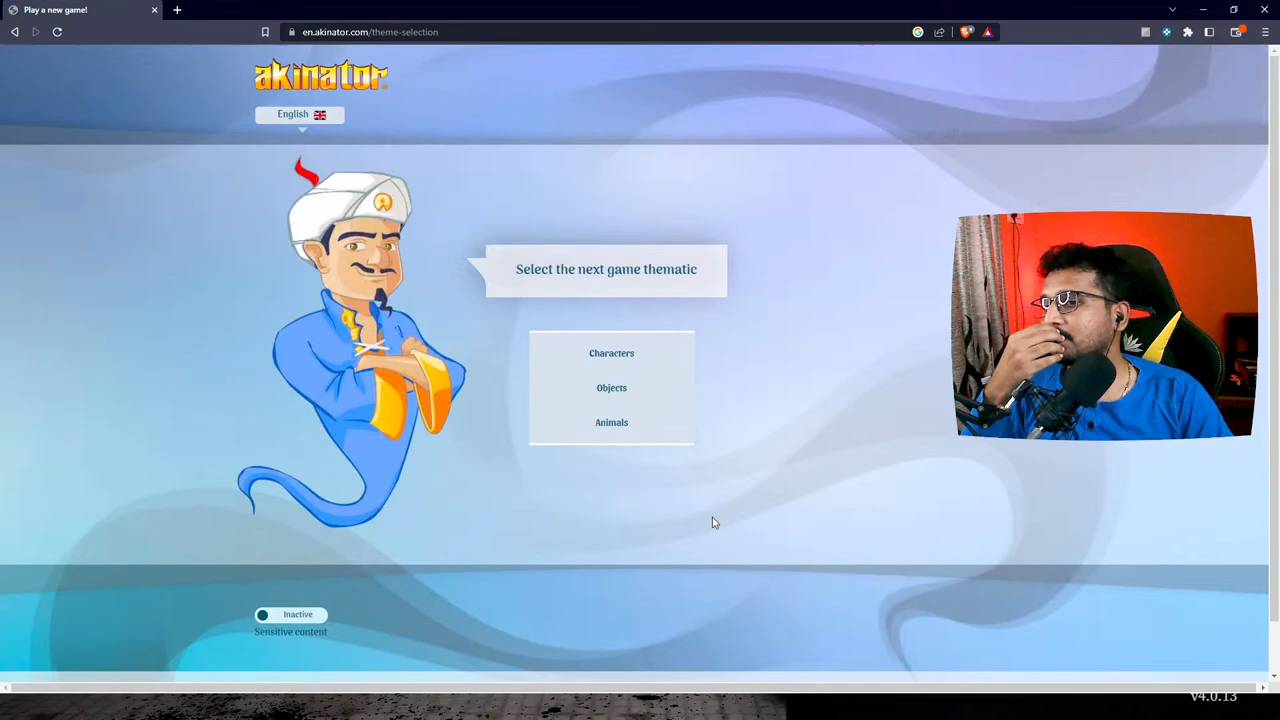 Play a new game!
en.akinator.com/theme-selection
akinator
English
Select the next game thematic
Characters
Objects
Animals
Inactive
Sensitive content
v4.0.13